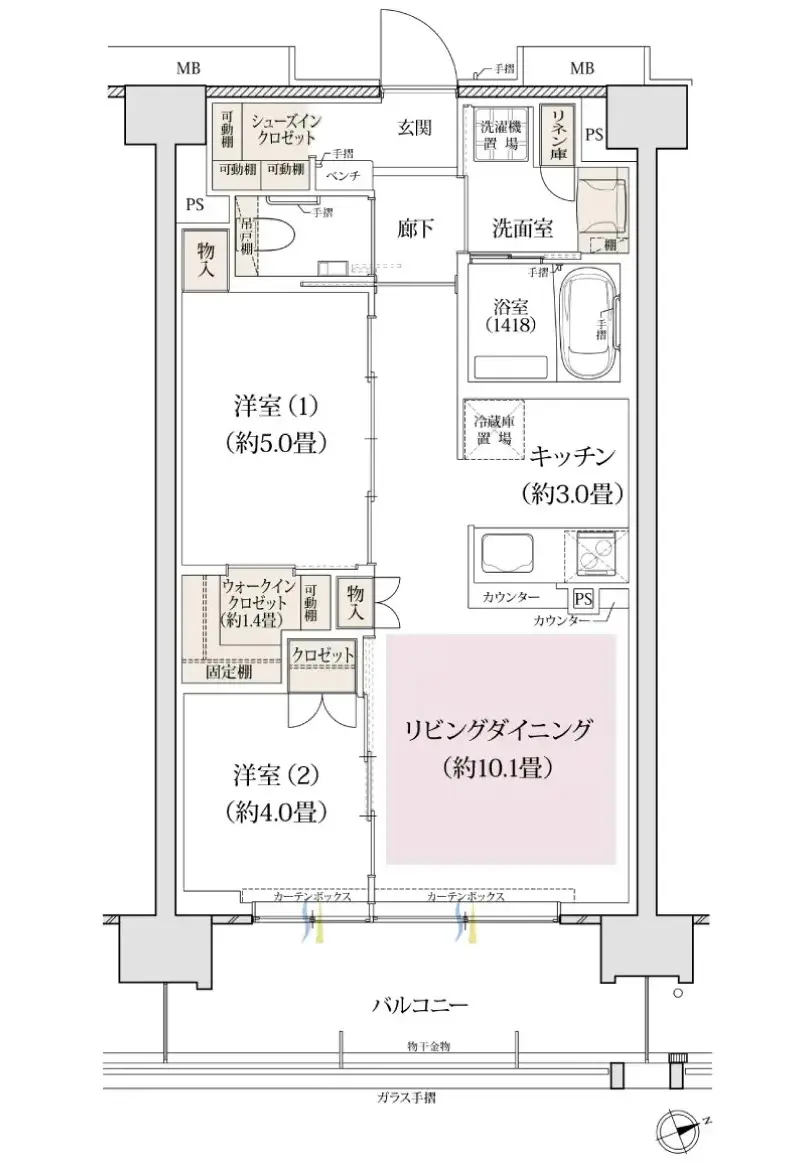 MB
手摺
MB
可動棚
シューズイン
クロゼット
玄関
洗濯機
置場
リネン庫
PS
手摺
可動棚
可動棚
ベンチ
PS
手摺
吊戸棚
廊下
洗面室
棚
物入
手摺
浴室
(1418)
手摺
洋室(1)
(約5.0畳)
冷蔵庫
置場
キッチン
(約3.0畳)
ウォークイン
クロゼット
(約1.4畳)
可動棚
物入
カウンター
PS
カウンター
固定棚
クロゼット
リビングダイニング
(約10.1畳)
洋室(2)
(約4.0畳)
カーテンボックス
カーテンボックス
バルコニー
物干金物
ガラス手摺
N